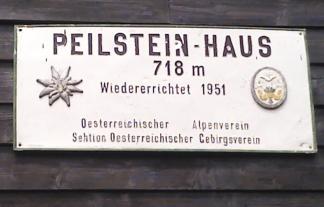 PEILSTEIN-HAUS
718 m
Wiedererrichtet 1951
Oesterreichischer Alpenverein
Sektion Oesterreichischer Gebirgsverein